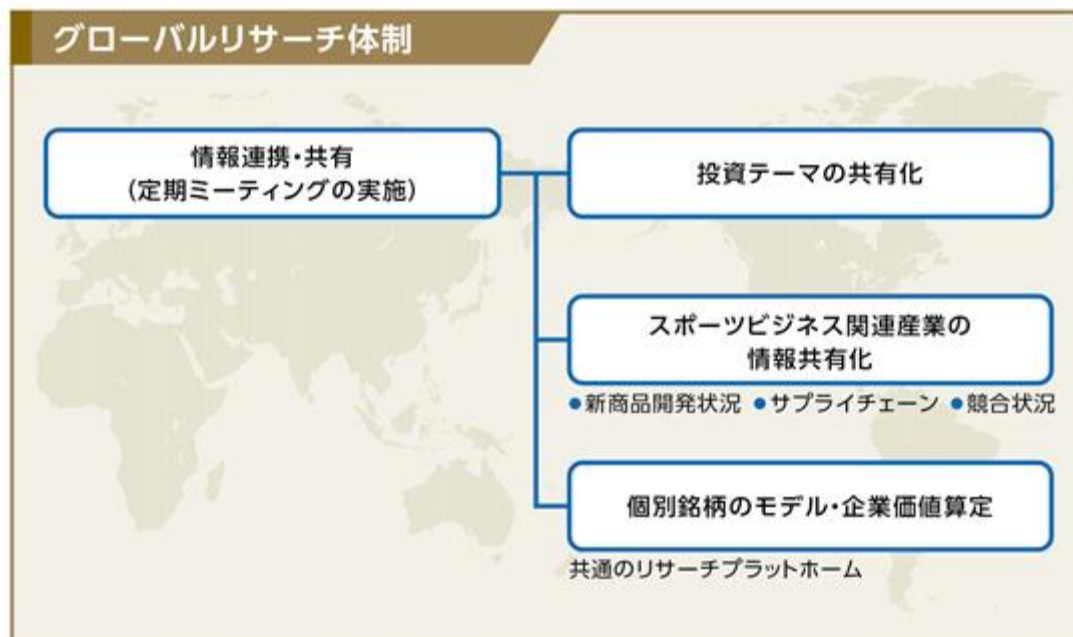 グローバルリサーチ体制
情報連携・共有
(定期ミーティングの実施)
投資テーマの共有化
スポーツビジネス関連産業の
情報共有化
●新商品開発状況 ●サプライチェーン ●競合状況
個別銘柄のモデル・企業価値算定
共通のリサーチプラットホーム